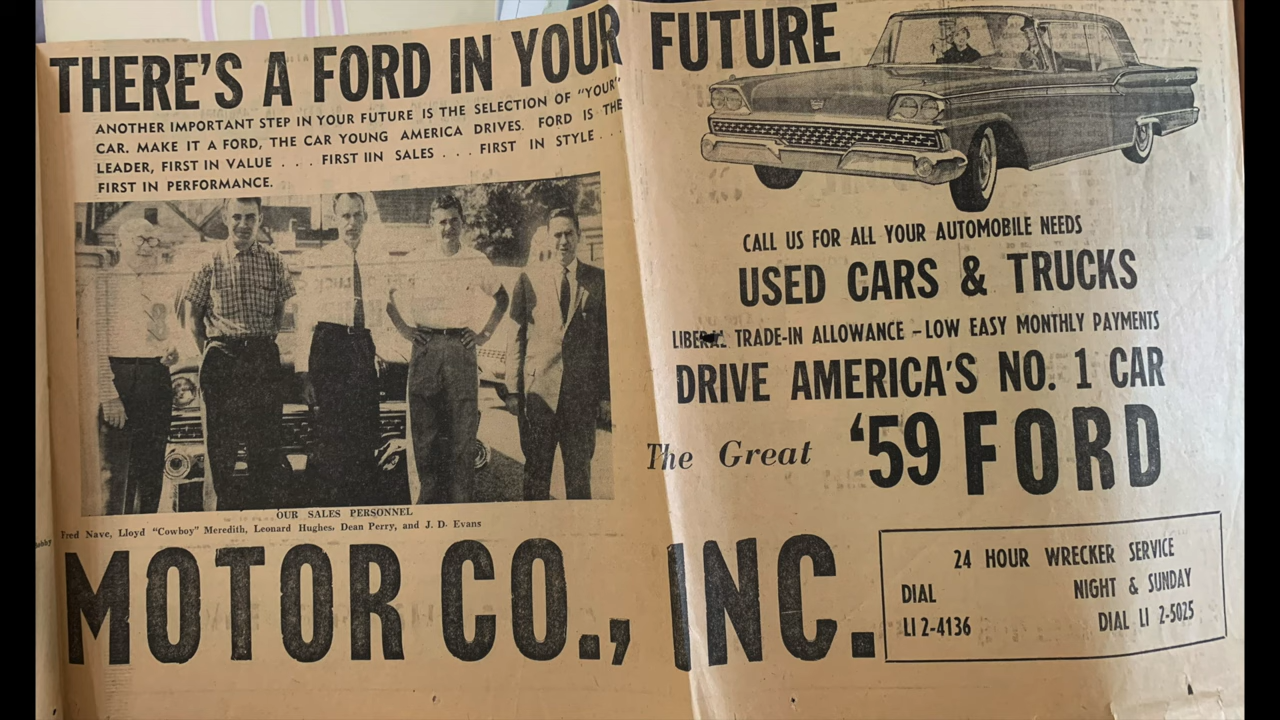 THERE'S A FORD IN YOUR FUTURE
ANOTHER IMPORTANT STEP IN YOUR FUTURE IS THE SELECTION OF "YOUR"
CAR. MAKE IT A FORD, THE CAR YOUNG AMERICA DRIVES. FORD IS THE
LEADER, FIRST IN VALUE . . . FIRST IIN SALES . . . FIRST IN STYLE . . .
FIRST IN PERFORMANCE.
OUR SALES PERSONNEL
Fred Nave, Lloyd "Cowboy" Meredith, Leonard Hughes, Dean Perry, and J. D. Evans
CALL US FOR ALL YOUR AUTOMOBILE NEEDS
USED CARS & TRUCKS
LIBERAL TRADE-IN ALLOWANCE – LOW EASY MONTHLY PAYMENTS
DRIVE AMERICA'S NO. 1 CAR
The Great '59 FORD
MOTOR CO., INC.
24 HOUR WRECKER SERVICE
DIAL NIGHT & SUNDAY
LI 2-4136 DIAL LI 2-5025